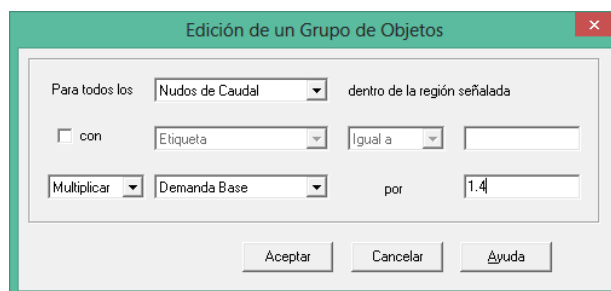 Edición de un Grupo de Objetos
Para todos los Nudos de Caudal dentro de la región señalada
con Etiqueta Igual a
Multiplicar Demanda Base por 1.4
Aceptar Cancelar Ayuda